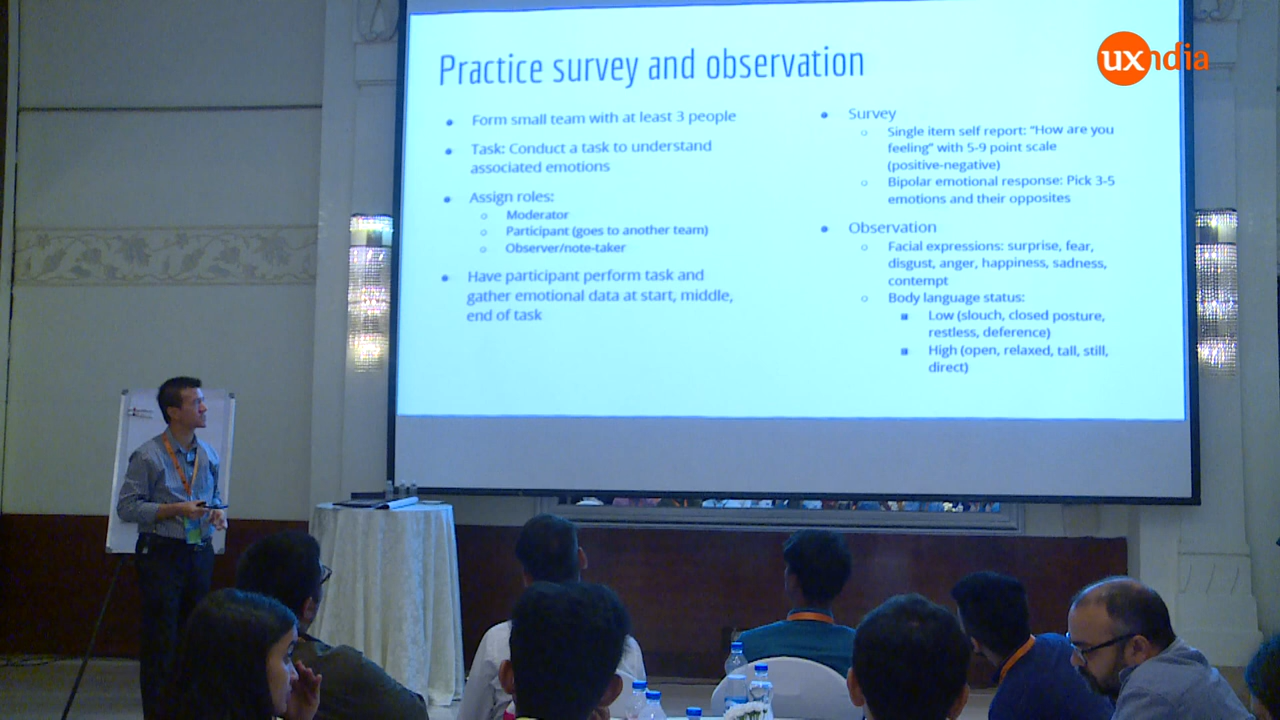 Practice survey and observation
Form small team with at least 3 people
Task: Conduct a task to understand
associated emotions
Assign roles:
Moderator
Participant (goes to another team)
Observer/note-taker
Have participant perform task and
gather emotional data at start, middle,
end of task
Survey
Single item self report: “How are you
feeling” with 5-9 point scale
(positive-negative)
Bipolar emotional response: Pick 3-5
emotions and their opposites
Observation
Facial expressions: surprise, fear,
disgust, anger, happiness, sadness,
contempt
Body language status:
Low (slouch, closed posture,
restless, deference)
High (open, relaxed, tall, still,
direct)
uxindia